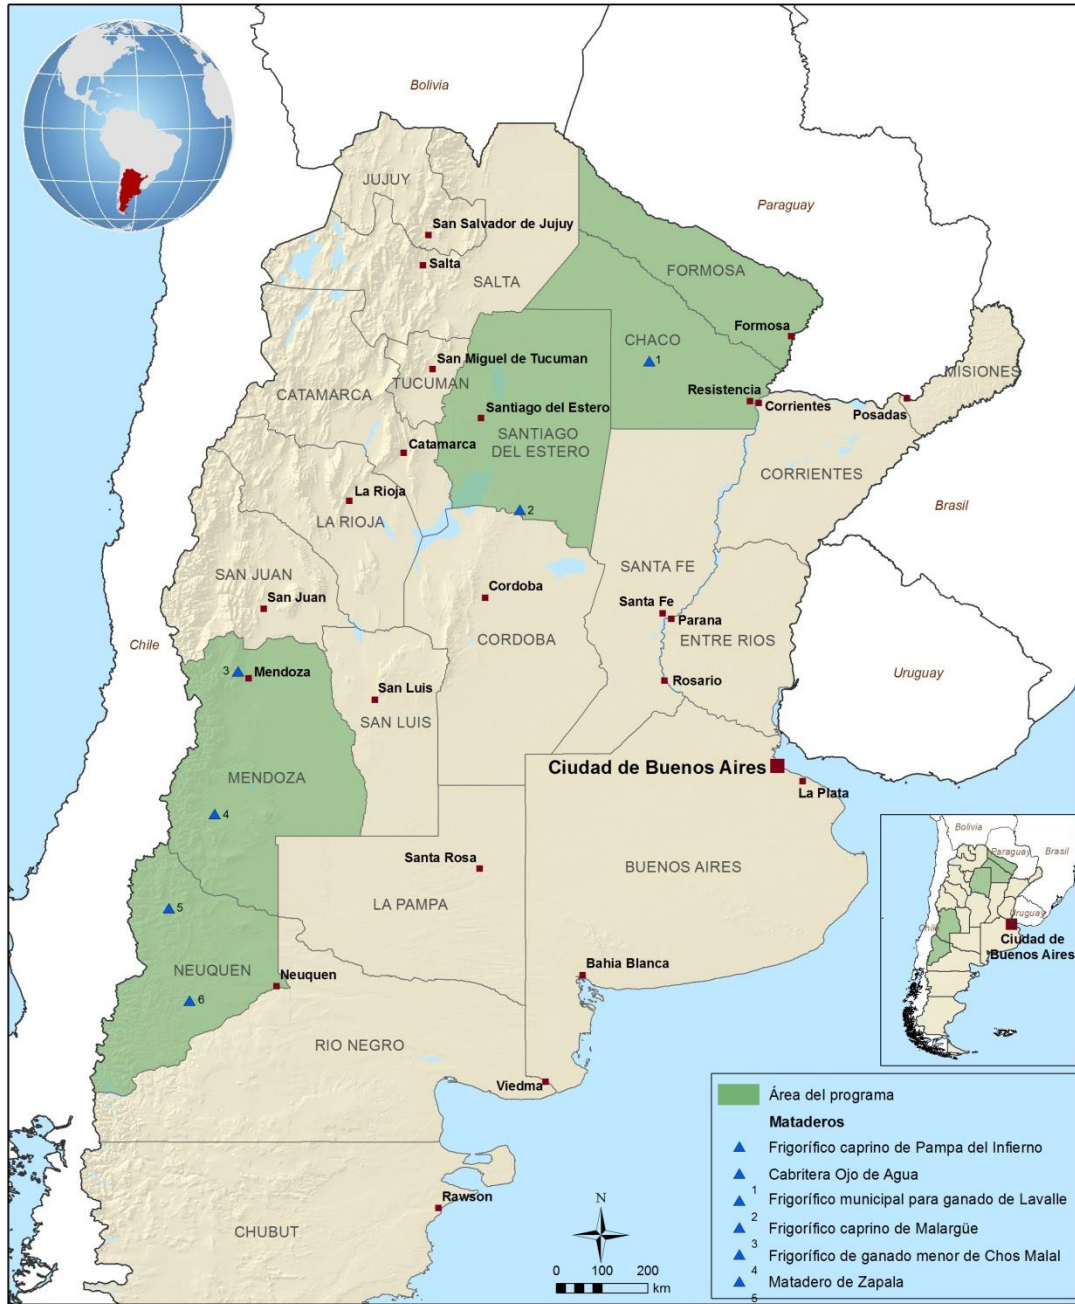 Bolivia
Paraguay
JUJUY
San Salvador de Jujuy
Salta
SALTA
FORMOSA
Formosa
CHACO
1
San Miguel de Tucuman
TUCUMAN
CATAMARCA
MISIONES
Resistencia
Corrientes
Posadas
Santiago del Estero
SANTIAGO
DEL ESTERO
Catamarca
CORRIENTES
La Rioja
LA RIOJA
2
Brasil
SAN JUAN
San Juan
Cordoba
CORDOBA
SANTA FE
Santa Fe
Parana
ENTRE RIOS
Chile
Uruguay
3
Mendoza
San Luis
SAN LUIS
Rosario
MENDOZA
Ciudad de Buenos Aires
La Plata
4
Santa Rosa
BUENOS AIRES
LA PAMPA
5
NEUQUEN
Neuquen
6
Bahia Blanca
RIO NEGRO
Viedma
Rawson
CHUBUT
N
0 100 200
km
Bolivia
Paraguay
Brasil
Uruguay
Chile
Ciudad de
Buenos Aires
Área del programa
Mataderos
Frigorífico caprino de Pampa del Infierno
Cabritera Ojo de Agua
1
Frigorífico municipal para ganado de Lavalle
2
Frigorífico caprino de Malargüe
3
Frigorífico de ganado menor de Chos Malal
4
Matadero de Zapala
5